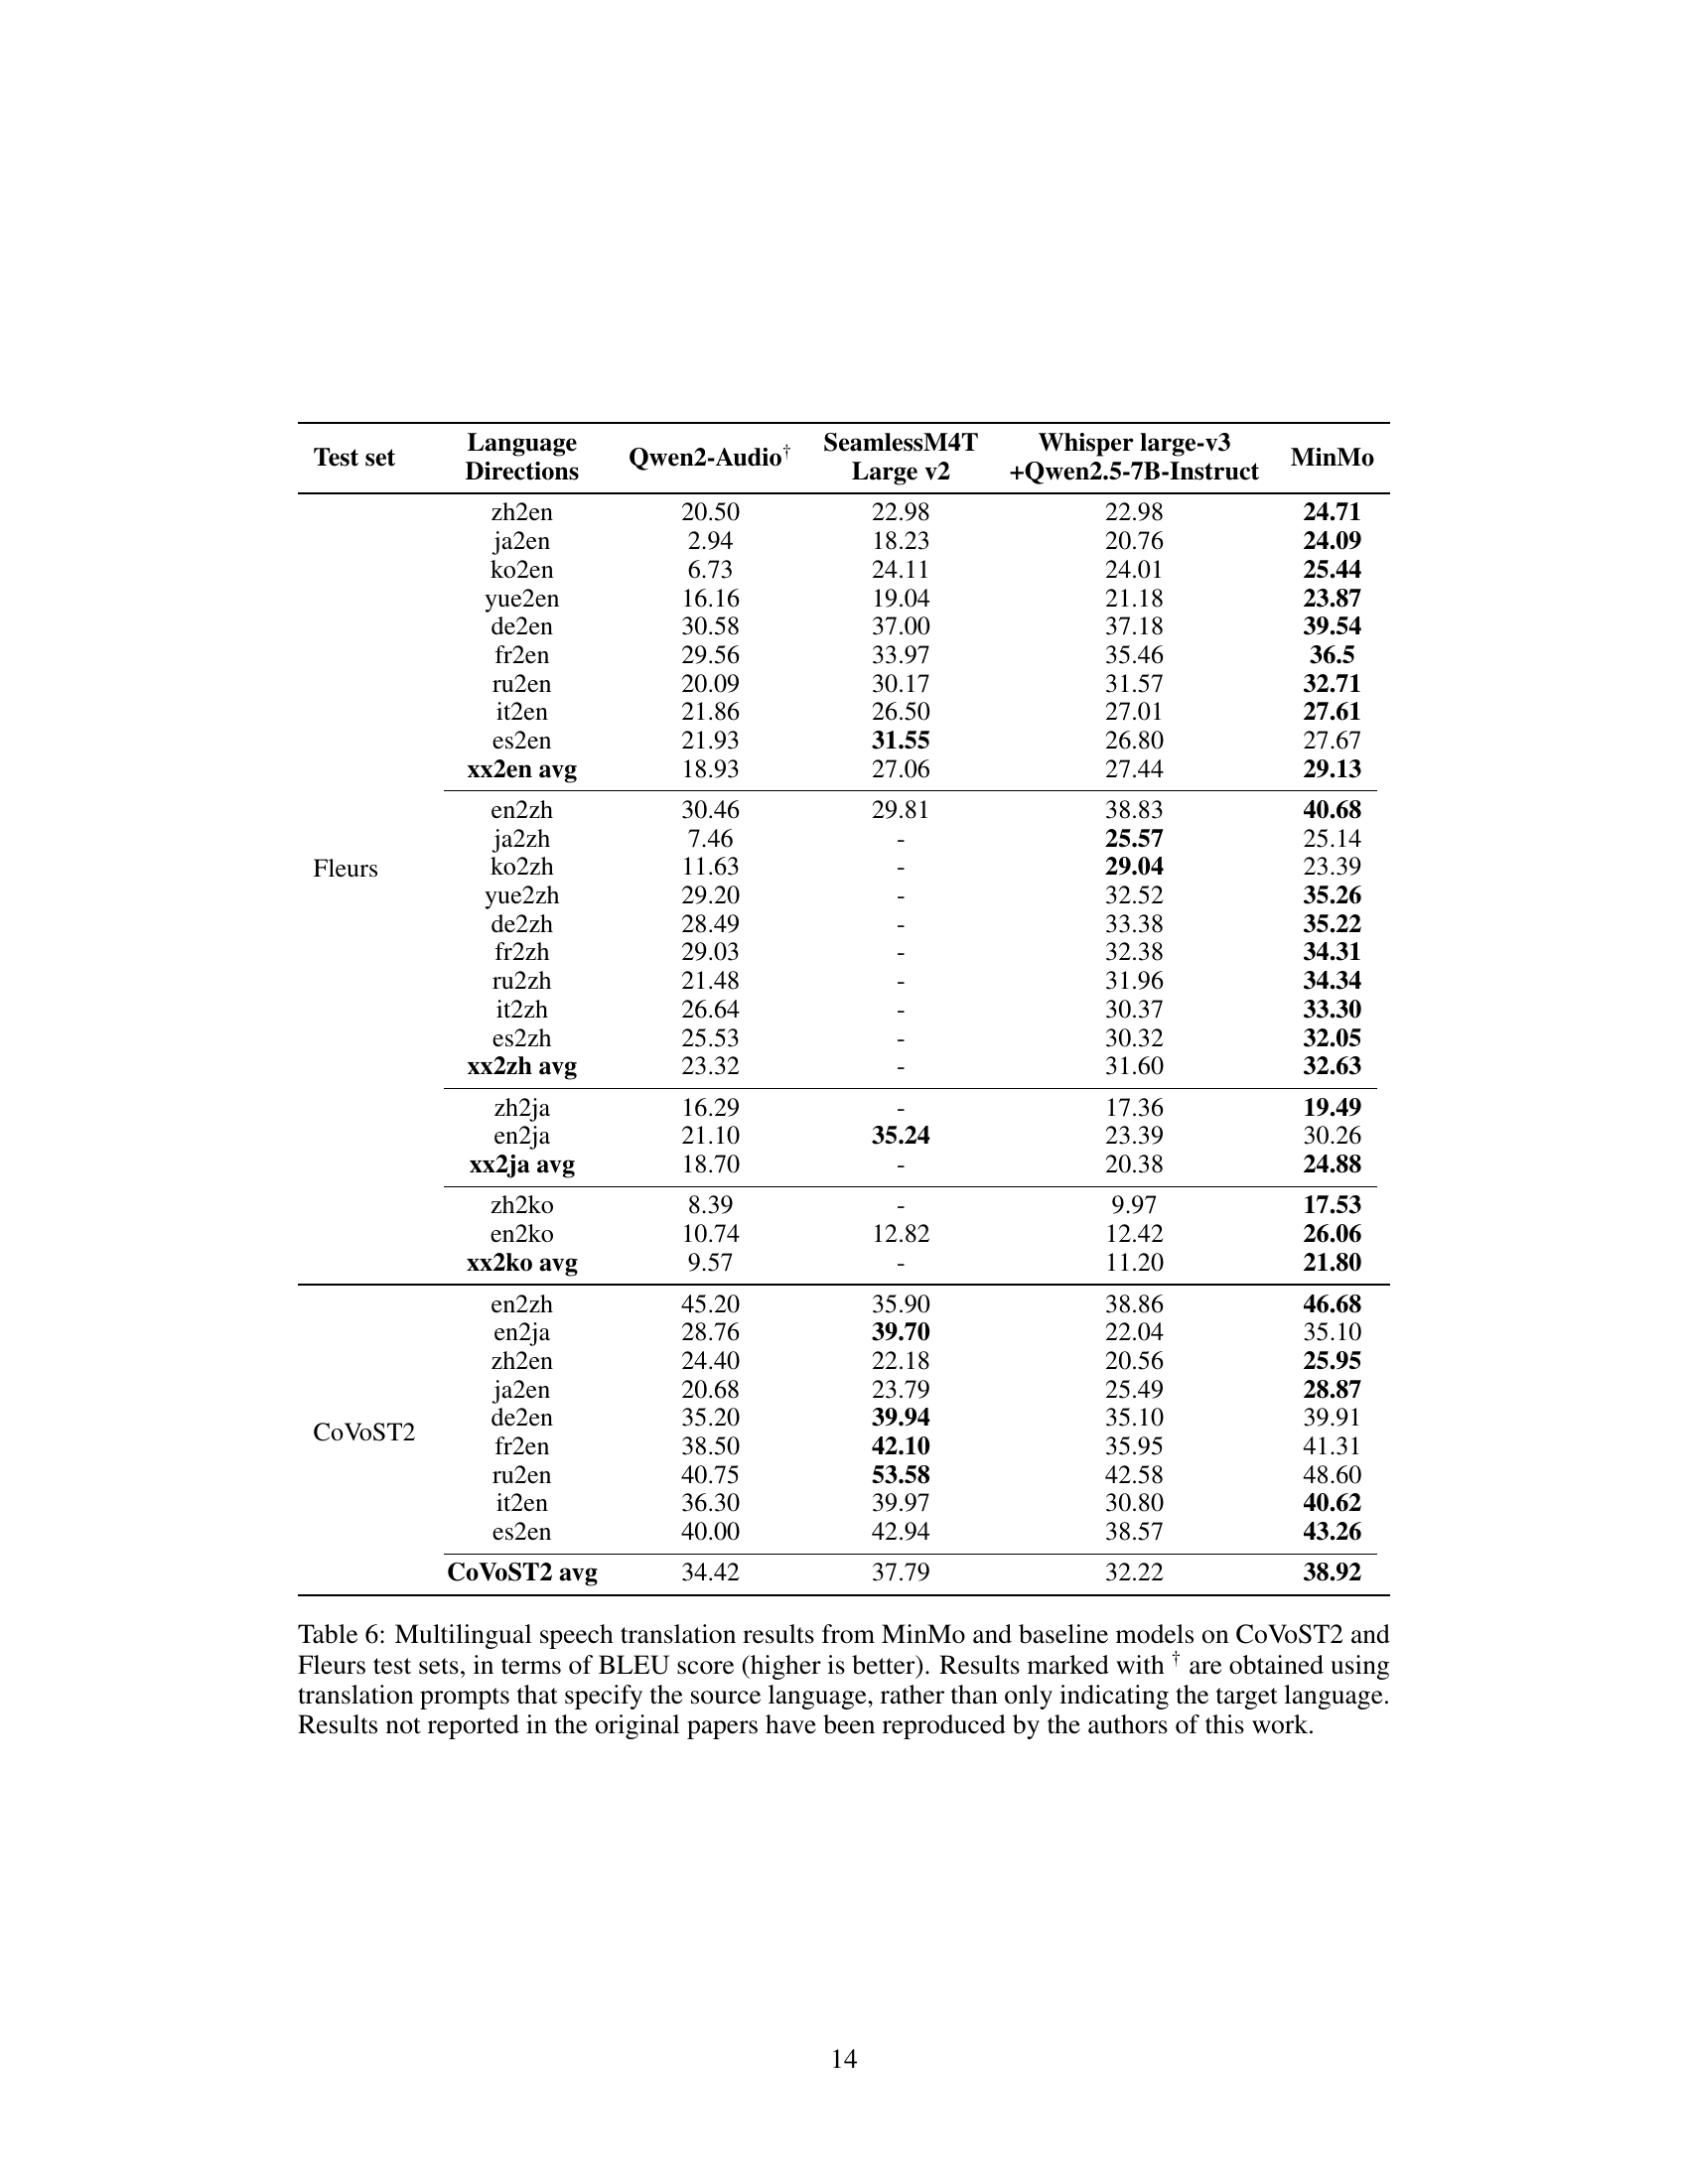 Test set Language Directions Qwen2-Audio† SeamlessM4T Large v2 Whisper large-v3 +Qwen2.5-7B-Instruct MinMo
Fleurs
zh2en 20.50 22.98 22.98 24.71
ja2en 2.94 18.23 20.76 24.09
ko2en 6.73 24.11 24.01 25.44
yue2en 16.16 19.04 21.18 23.87
de2en 30.58 37.00 37.18 39.54
fr2en 29.56 33.97 35.46 36.5
ru2en 20.09 30.17 31.57 32.71
it2en 21.86 26.50 27.01 27.61
es2en 21.93 31.55 26.80 27.67
xx2en avg 18.93 27.06 27.44 29.13
en2zh 30.46 29.81 38.83 40.68
ja2zh 7.46 - 25.57 25.14
ko2zh 11.63 - 29.04 23.39
yue2zh 29.20 - 32.52 35.26
de2zh 28.49 - 33.38 35.22
fr2zh 29.03 - 32.38 34.31
ru2zh 21.48 - 31.96 34.34
it2zh 26.64 - 30.37 33.30
es2zh 25.53 - 30.32 32.05
xx2zh avg 23.32 - 31.60 32.63
zh2ja 16.29 - 17.36 19.49
en2ja 21.10 35.24 23.39 30.26
xx2ja avg 18.70 - 20.38 24.88
zh2ko 8.39 - 9.97 17.53
en2ko 10.74 12.82 12.42 26.06
xx2ko avg 9.57 - 11.20 21.80
CoVoST2
en2zh 45.20 35.90 38.86 46.68
en2ja 28.76 39.70 22.04 35.10
zh2en 24.40 22.18 20.56 25.95
ja2en 20.68 23.79 25.49 28.87
de2en 35.20 39.94 35.10 39.91
fr2en 38.50 42.10 35.95 41.31
ru2en 40.75 53.58 42.58 48.60
it2en 36.30 39.97 30.80 40.62
es2en 40.00 42.94 38.57 43.26
CoVoST2 avg 34.42 37.79 32.22 38.92
Table 6: Multilingual speech translation results from MinMo and baseline models on CoVoST2 and
Fleurs test sets, in terms of BLEU score (higher is better). Results marked with † are obtained using
translation prompts that specify the source language, rather than only indicating the target language.
Results not reported in the original papers have been reproduced by the authors of this work.
14